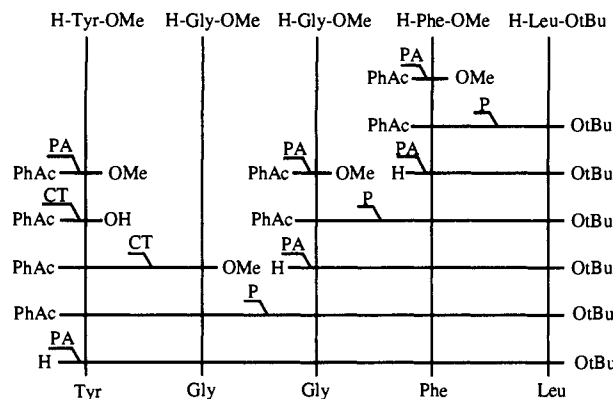 H-Tyr-OMe H-Gly-OMe H-Gly-OMe H-Phe-OMe H-Leu-OtBu
PA
PhAc OMe
P
PhAc OtBu
PA PA PA
PhAc OMe PhAc OMe H OtBu
CT P
PhAc OH PhAc OtBu
CT PA
PhAc OMe H OtBu
P
PhAc OtBu
PA
H OtBu
Tyr Gly Gly Phe Leu